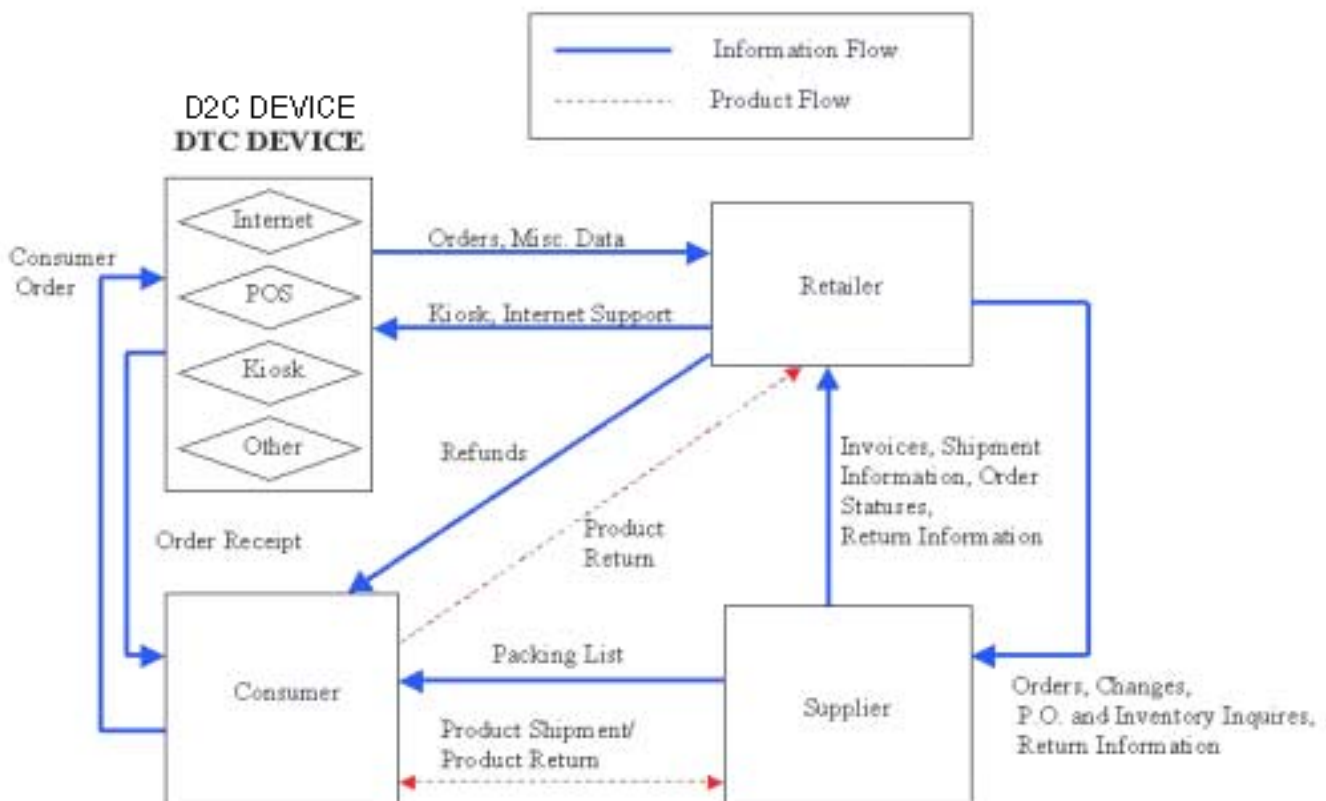 Information Flow
Product Flow
D2C DEVICE
DTC DEVICE
Internet
POS
Kiosk
Other
Consumer
Order
Orders, Misc. Data
Kiosk, Internet Support
Retailer
Refunds
Product
Return
Invoices, Shipment
Information, Order
Statuses,
Return Information
Order Receipt
Packing List
Consumer
Supplier
Product Shipment/
Product Return
Orders, Changes,
P.O. and Inventory Inquires,
Return Information